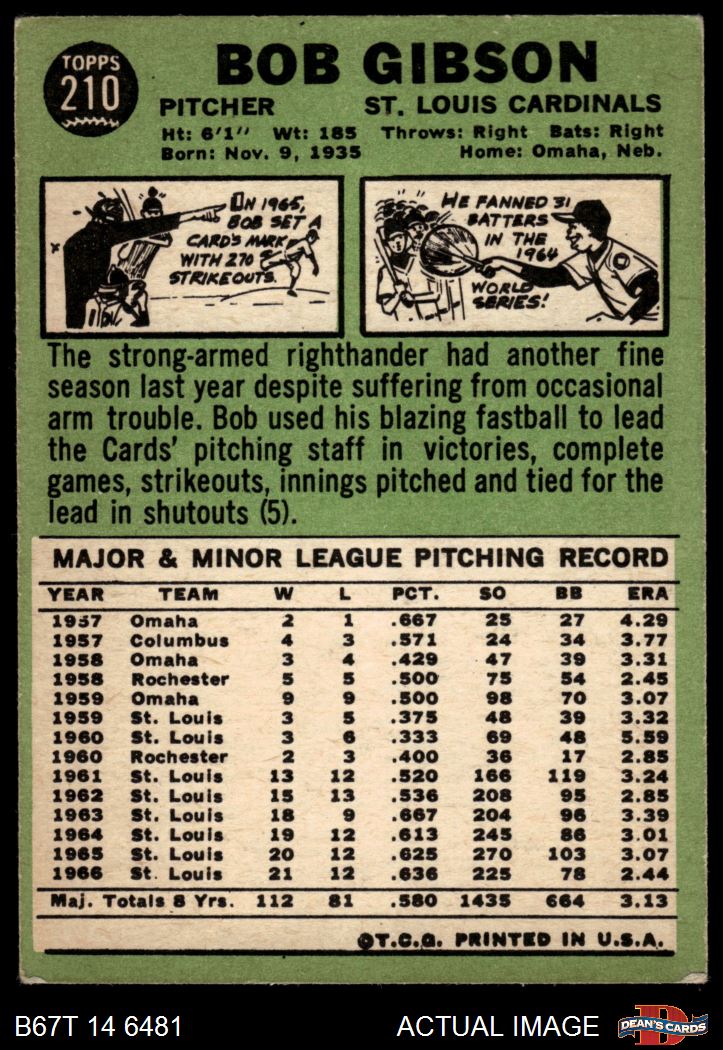 TOPPS
210
BOB GIBSON
PITCHER ST. LOUIS CARDINALS
Ht: 6'1" Wt: 185 Throws: Right Bats: Right
Born: Nov. 9, 1935 Home: Omaha, Neb.
ON 1965,
BOB SET A
CARDS MARK
WITH 270
STRIKEOUTS.
HE FANNED 31
BATTERS
IN THE
1964
WORLD
SERIES!
The strong-armed righthander had another fine
season last year despite suffering from occasional
arm trouble. Bob used his blazing fastball to lead
the Cards' pitching staff in victories, complete
games, strikeouts, innings pitched and tied for the
lead in shutouts (5).
MAJOR & MINOR LEAGUE PITCHING RECORD
YEAR TEAM W L PCT. SO BB ERA
1957 Omaha 2 1 .667 25 27 4.29
1957 Columbus 4 3 .571 24 34 3.77
1958 Omaha 3 4 .429 47 39 3.31
1958 Rochester 5 5 .500 75 54 2.45
1959 Omaha 9 9 .500 98 70 3.07
1959 St. Louis 3 5 .375 48 39 3.32
1960 St. Louis 3 6 .333 69 48 5.59
1960 Rochester 2 3 .400 36 17 2.85
1961 St. Louis 13 12 .520 166 119 3.24
1962 St. Louis 15 13 .536 208 95 2.85
1963 St. Louis 18 9 .667 204 96 3.39
1964 St. Louis 19 12 .613 245 86 3.01
1965 St. Louis 20 12 .625 270 103 3.07
1966 St. Louis 21 12 .636 225 78 2.44
Maj. Totals 8 Yrs. 112 81 .580 1435 664 3.13
©T.C.G. PRINTED IN U.S.A.
B67T 14 6481 ACTUAL IMAGE
D
DEAN'S CARDS